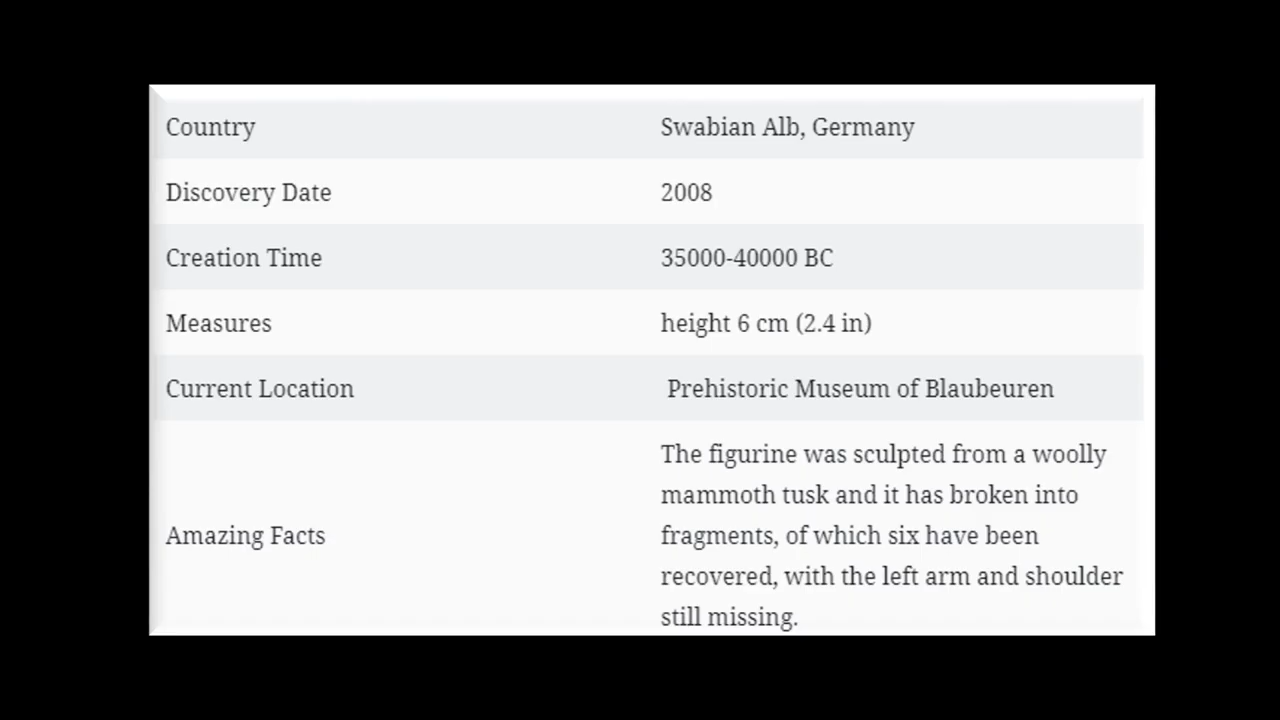 Country Swabian Alb, Germany
Discovery Date 2008
Creation Time 35000-40000 BC
Measures height 6 cm (2.4 in)
Current Location Prehistoric Museum of Blaubeuren
Amazing Facts
The figurine was sculpted from a woolly
mammoth tusk and it has broken into
fragments, of which six have been
recovered, with the left arm and shoulder
still missing.